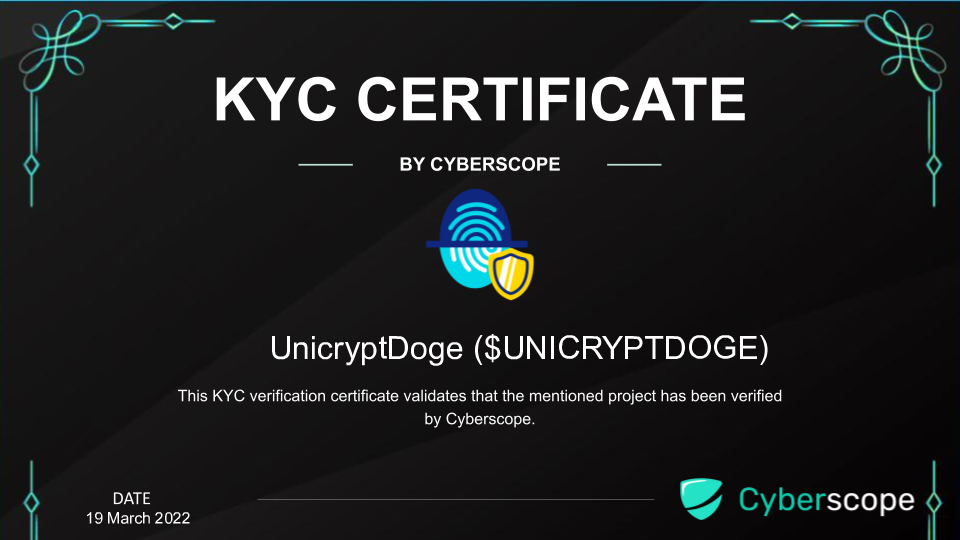 KYC CERTIFICATE
BY CYBERSCOPE
UnicryptDoge ($UNICRYPTDOGE)
This KYC verification certificate validates that the mentioned project has been verified
by Cyberscope.
DATE
19 March 2022
Cyberscope